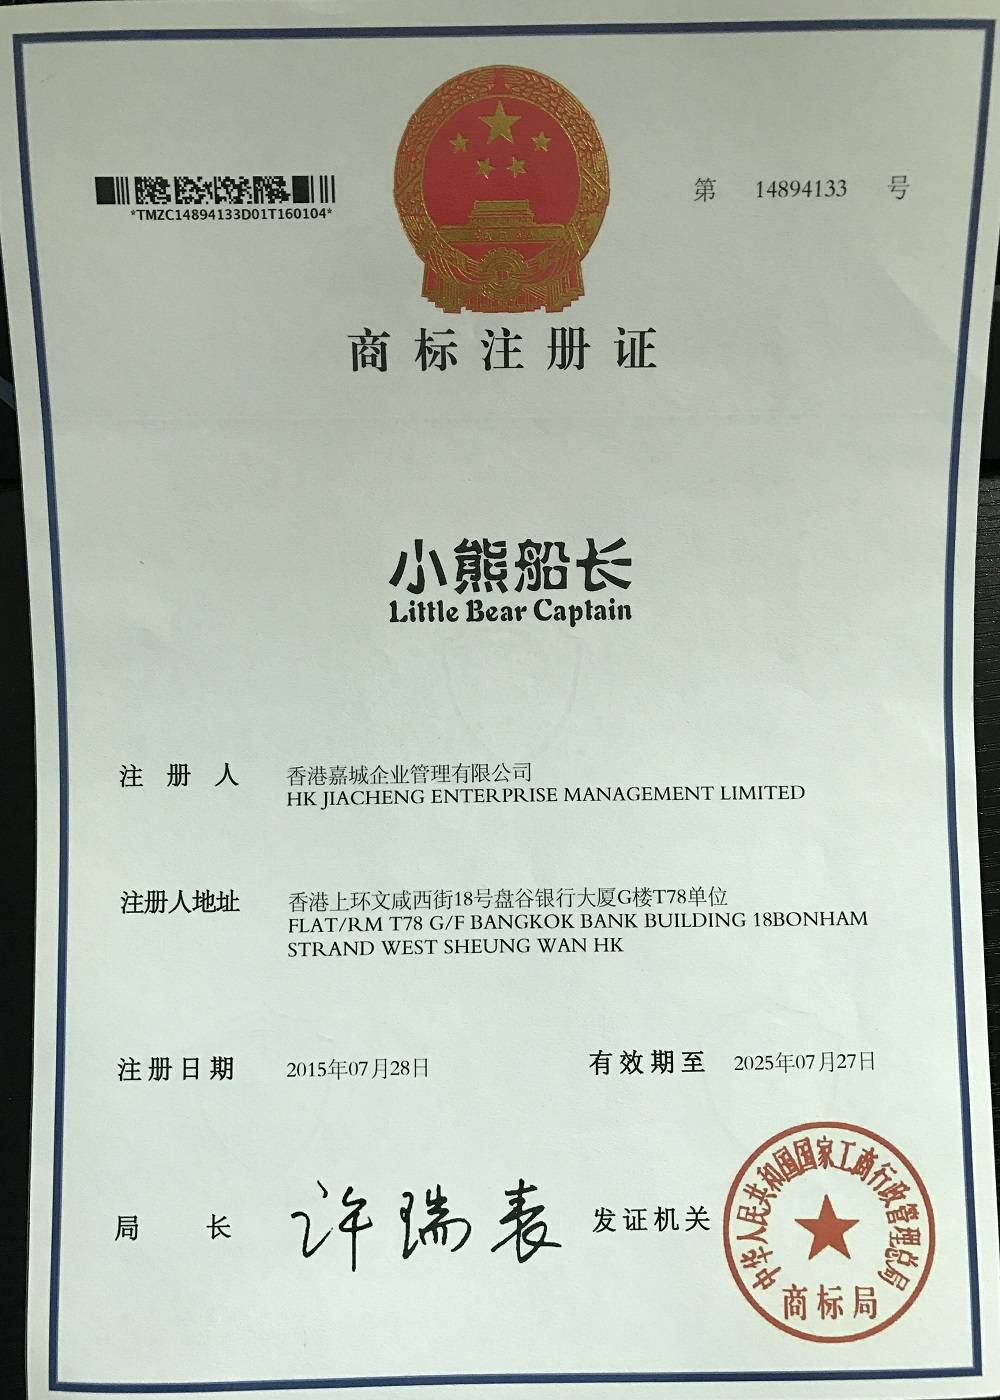 *TMZC14894133D01T160104*
第 14894133 号
商标注册证
小熊船长
Little Bear Captain
注册人 香港嘉城企业管理有限公司
HK JIACHENG ENTERPRISE MANAGEMENT LIMITED
注册人地址 香港上环文咸西街18号盘谷银行大厦G楼T78单位
FLAT/RM T78 G/F BANGKOK BANK BUILDING 18BONHAM
STRAND WEST SHEUNG WAN HK
注册日期 2015年07月28日 有效期至 2025年07月27日
局长 许瑞表 发证机关
中华人民共和国国家工商行政管理总局
商标局